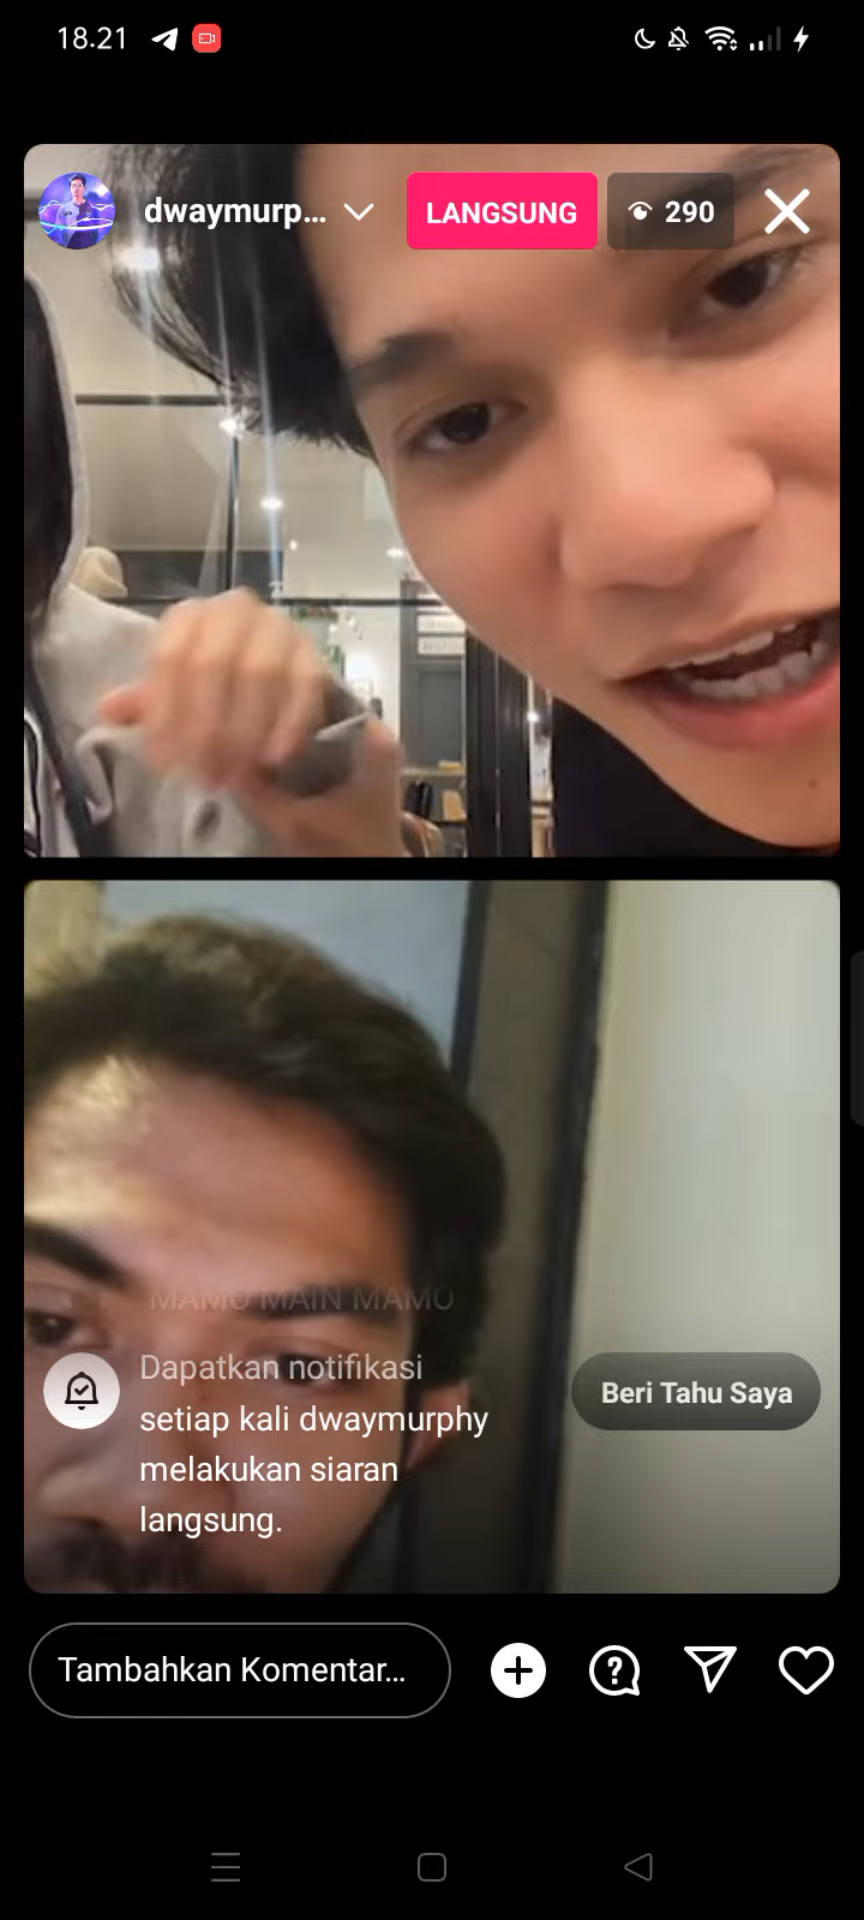 18.21
dwaymurp...
LANGSUNG
290
MAMO MAIN MAMO
Dapatkan notifikasi
setiap kali dwaymurphy
melakukan siaran
langsung.
Beri Tahu Saya
Tambahkan Komentar...